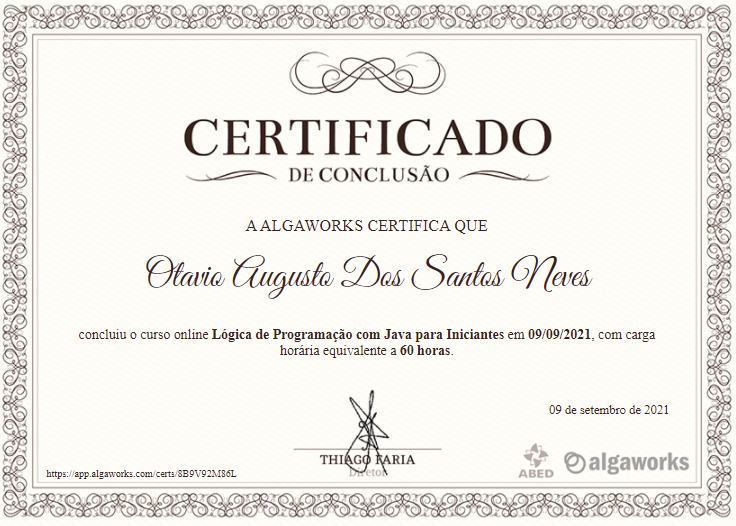 CERTIFICADO
DE CONCLUSÃO
A ALGAWORKS CERTIFICA QUE
Otavio Augusto Dos Santos Neves
concluiu o curso online Lógica de Programação com Java para Iniciantes em 09/09/2021, com carga
horária equivalente a 60 horas.
09 de setembro de 2021
THIAGO FARIA
Diretor
https://app.algaworks.com/certs/8B9V92M86L
ABED
algaworks